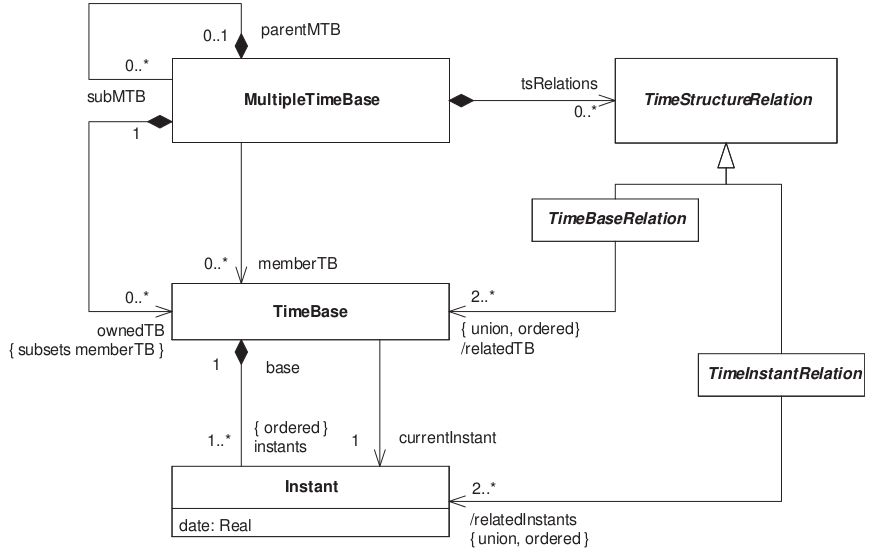 parentMTB
0..1
0..*
subMTB
MultipleTimeBase
tsRelations
0..*
TimeStructureRelation
1
TimeBaseRelation
0..*
memberTB
0..*
TimeBase
2..*
ownedTB
{ subsets memberTB }
{ union, ordered}
/relatedTB
1
base
TimeInstantRelation
{ ordered }
1..*
instants
1
currentInstant
Instant
2..*
date: Real
/relatedInstants
{ union, ordered }